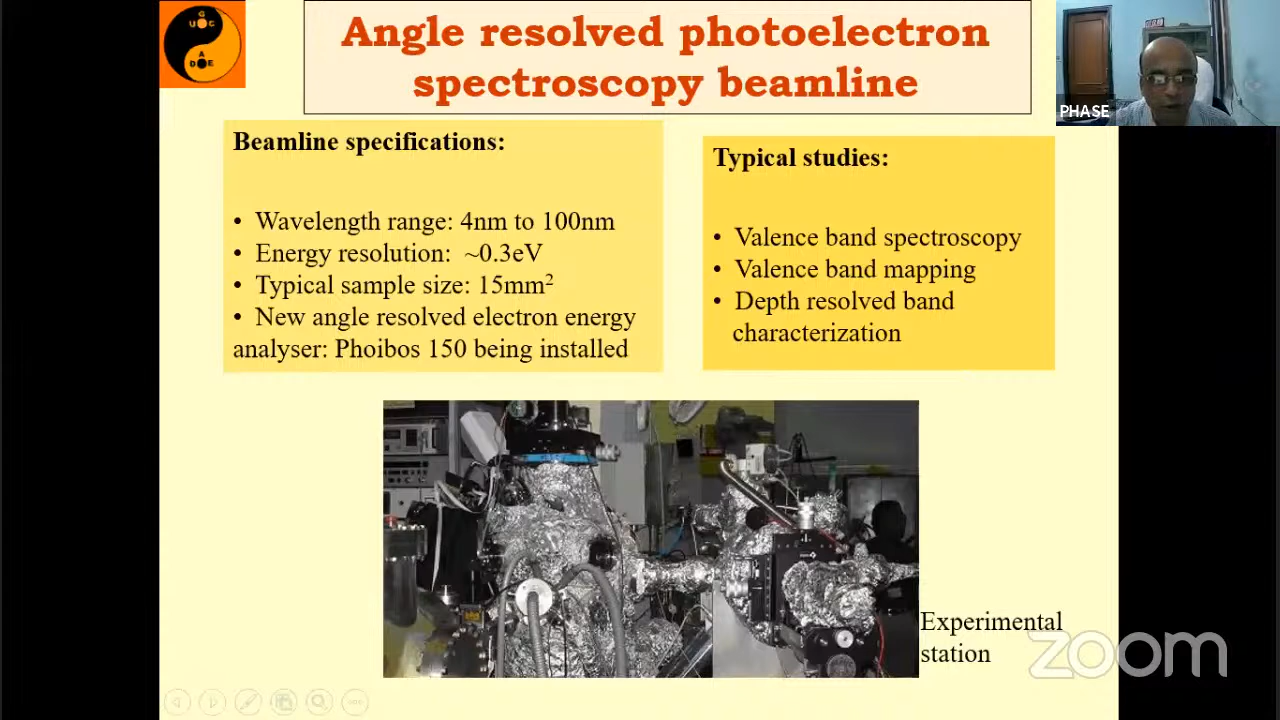 G
U G C
A
D E
Angle resolved photoelectron
spectroscopy beamline
PHASE
Beamline specifications:
• Wavelength range: 4nm to 100nm
• Energy resolution: ~0.3eV
• Typical sample size: 15mm²
• New angle resolved electron energy
analyser: Phoibos 150 being installed
Typical studies:
• Valence band spectroscopy
• Valence band mapping
• Depth resolved band
characterization
Experimental
station
zoom